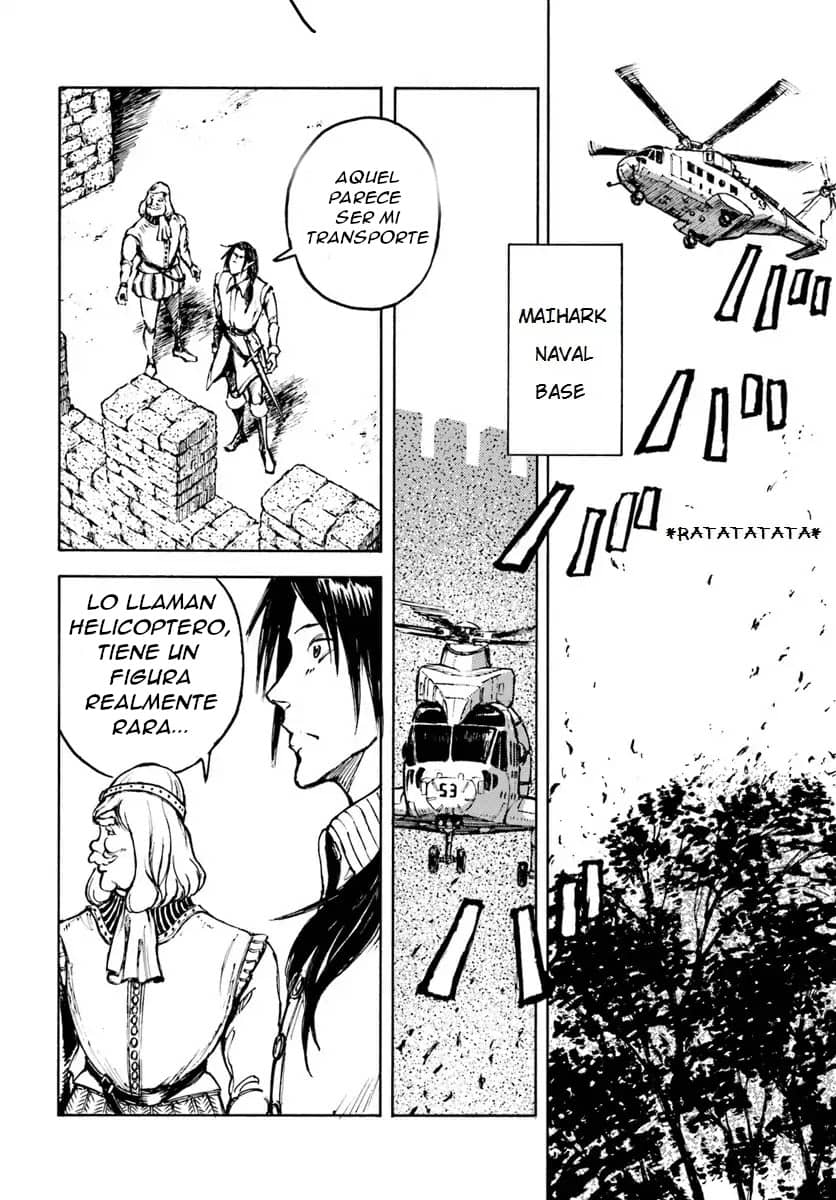 MAIHARK
NAVAL
BASE
*RATATATATA*
AQUEL
PARECE
SER MI
TRANSPORTE
53
LO LLAMAN
HELICOPTERO,
TIENE UN
FIGURA
REALMENTE
RARA...